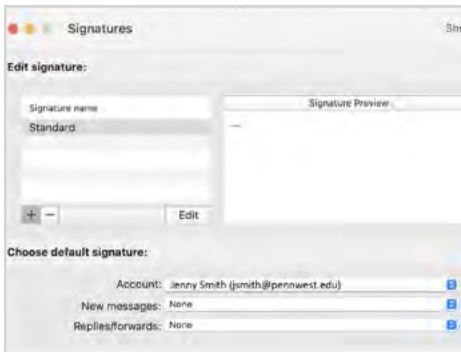 Signatures
Sh
Edit signature:
Signature name
Signature Preview
Standard
—
+ −
Edit
Choose default signature:
Account: Jenny Smith (jsmith@pennwest.edu)
New messages: None
Replies/forwards: None